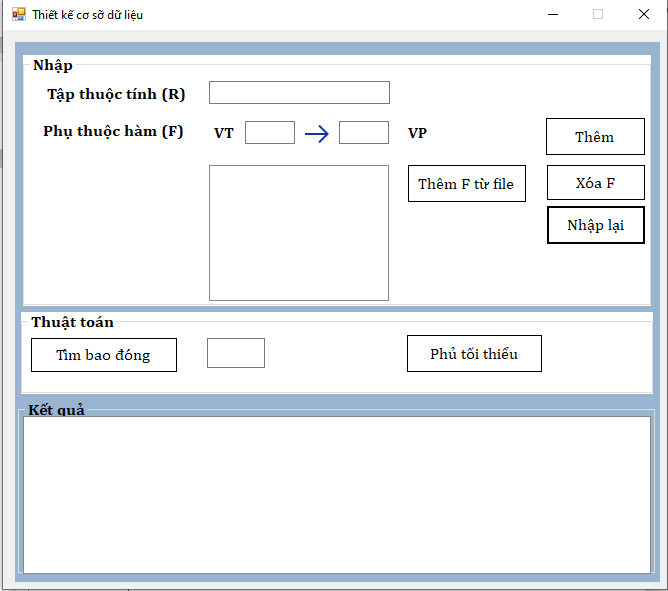 Thiết kế cơ sỡ dữ liệu
Nhập
Tập thuộc tính (R)
Phụ thuộc hàm (F) VT VP Thêm
Thêm F từ file Xóa F
Nhập lại
Thuật toán
Tìm bao đóng Phủ tối thiểu
Kết quả